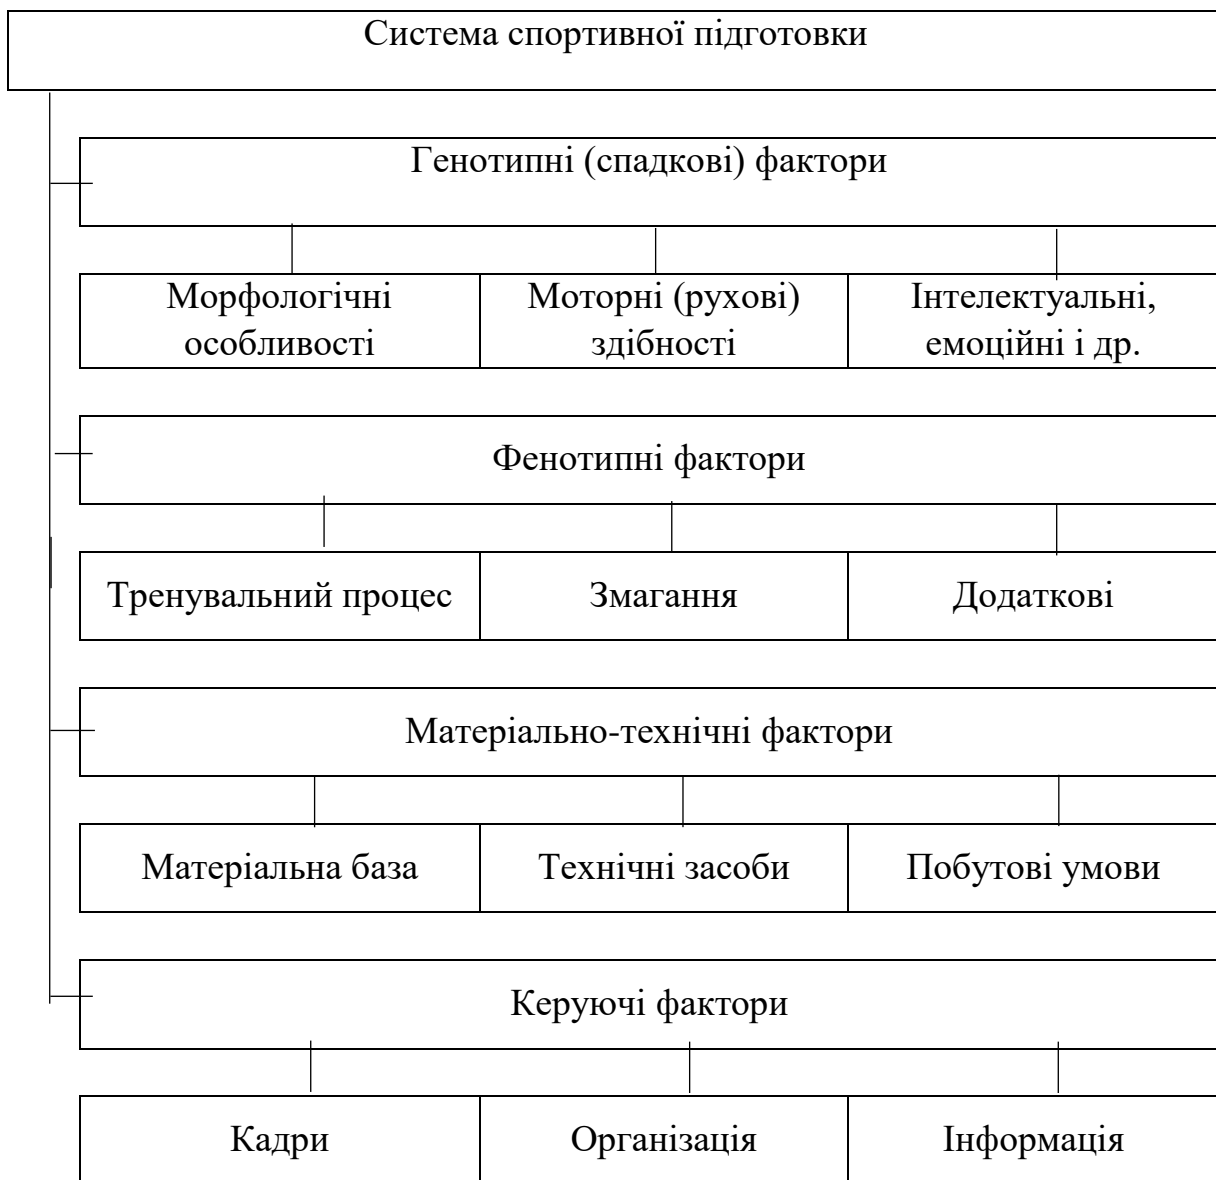 Система спортивної підготовки
Генотипні (спадкові) фактори
Морфологічні
особливості
Моторні (рухові)
здібності
Інтелектуальні,
емоційні і др.
Фенотипні фактори
Тренувальний процес
Змагання
Додаткові
Матеріально-технічні фактори
Матеріальна база
Технічні засоби
Побутові умови
Керуючі фактори
Кадри
Організація
Інформація